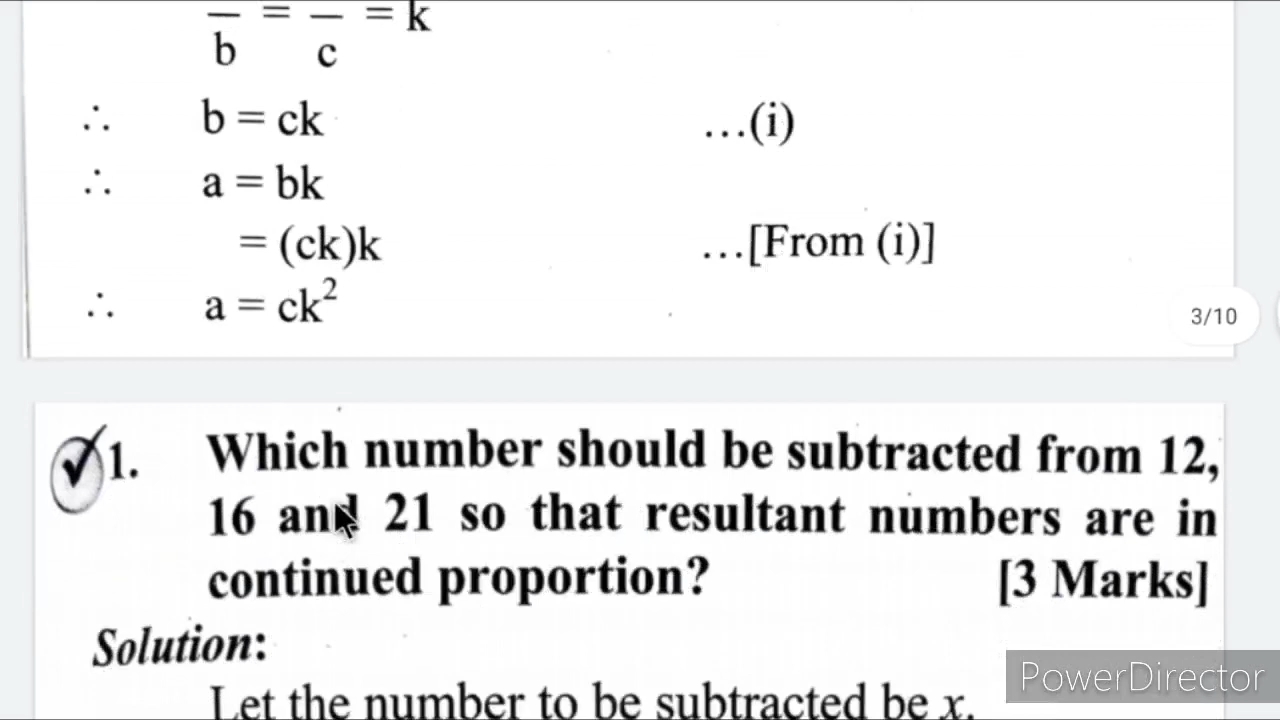 — = — = k
b c
∴ b = ck ...(i)
∴ a = bk
= (ck)k ...[From (i)]
∴ a = ck²
3/10
1. Which number should be subtracted from 12,
16 and 21 so that resultant numbers are in
continued proportion? [3 Marks]
Solution:
Let the number to be subtracted be x.
PowerDirector